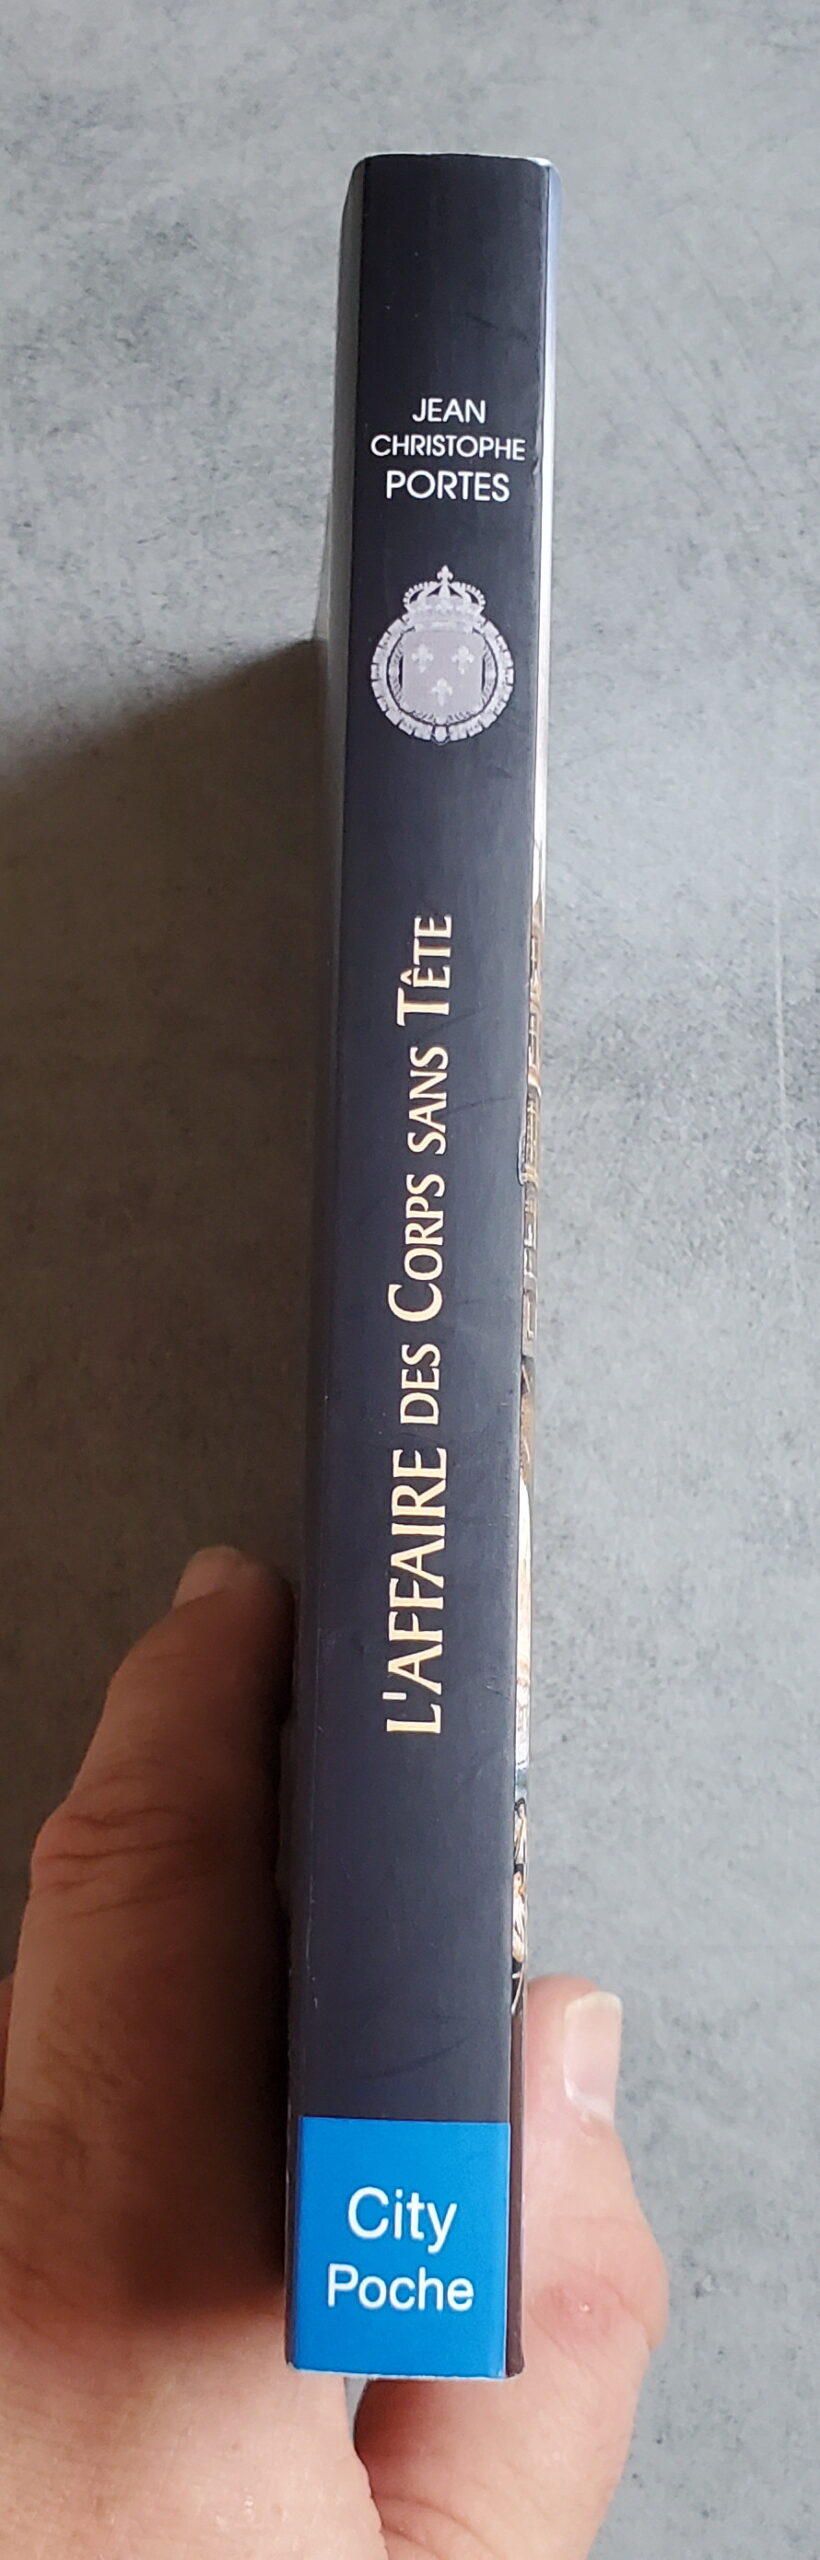 JEAN
CHRISTOPHE
PORTES
L'AFFAIRE DES CORPS SANS TÊTE
City
Poche